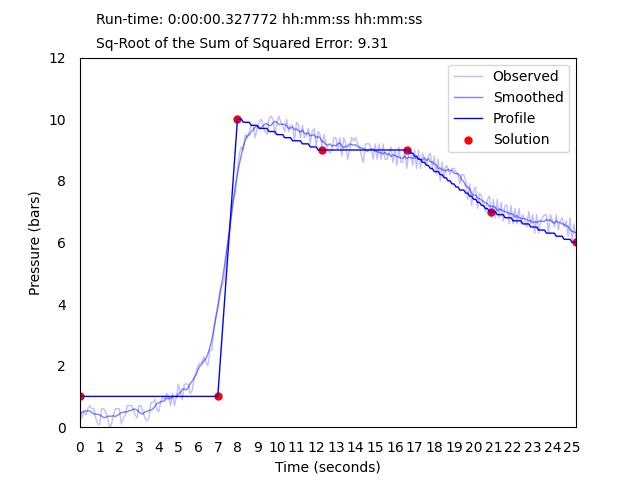 Run-time: 0:00:00.327772 hh:mm:ss hh:mm:ss
Sq-Root of the Sum of Squared Error: 9.31
12
10
8
6
4
2
0
Pressure (bars)
Observed
Smoothed
Profile
Solution
0 1 2 3 4 5 6 7 8 9 10 11 12 13 14 15 16 17 18 19 20 21 22 23 24 25
Time (seconds)